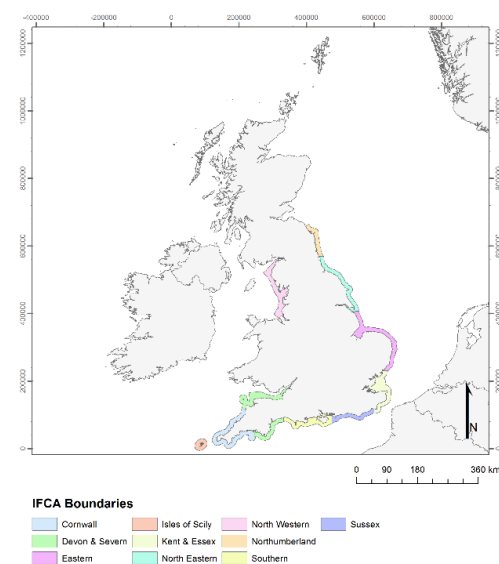 -400000 -200000 0 200000 400000 600000 800000
1200000
1000000
800000
600000
400000
200000
0
N
0 90 180 360 km
IFCA Boundaries
Cornwall Isles of Scily North Western Sussex
Devon & Severn Kent & Essex Northumberland
Eastern North Eastern Southern